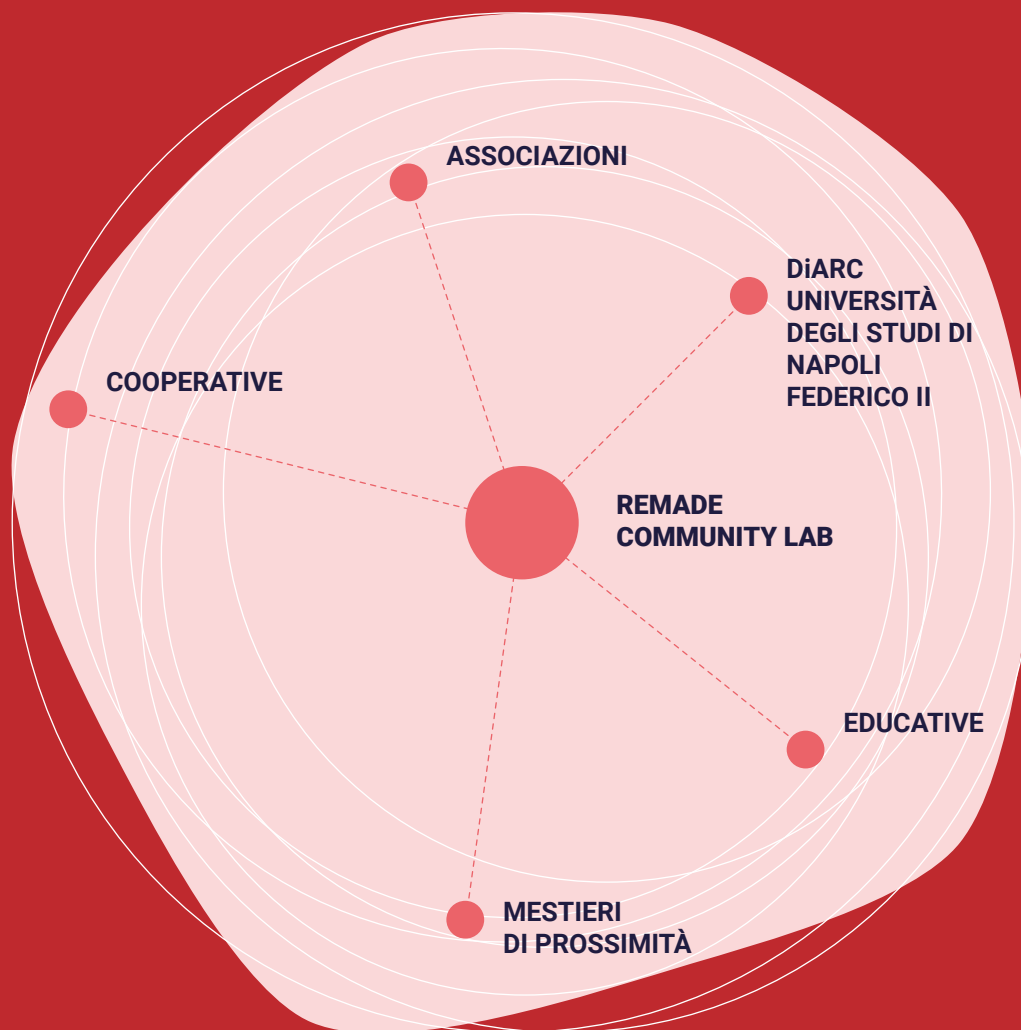 ASSOCIAZIONI
DiARC
UNIVERSITÀ
DEGLI STUDI DI
NAPOLI
FEDERICO II
COOPERATIVE
REMADE
COMMUNITY LAB
EDUCATIVE
MESTIERI
DI PROSSIMITÀ